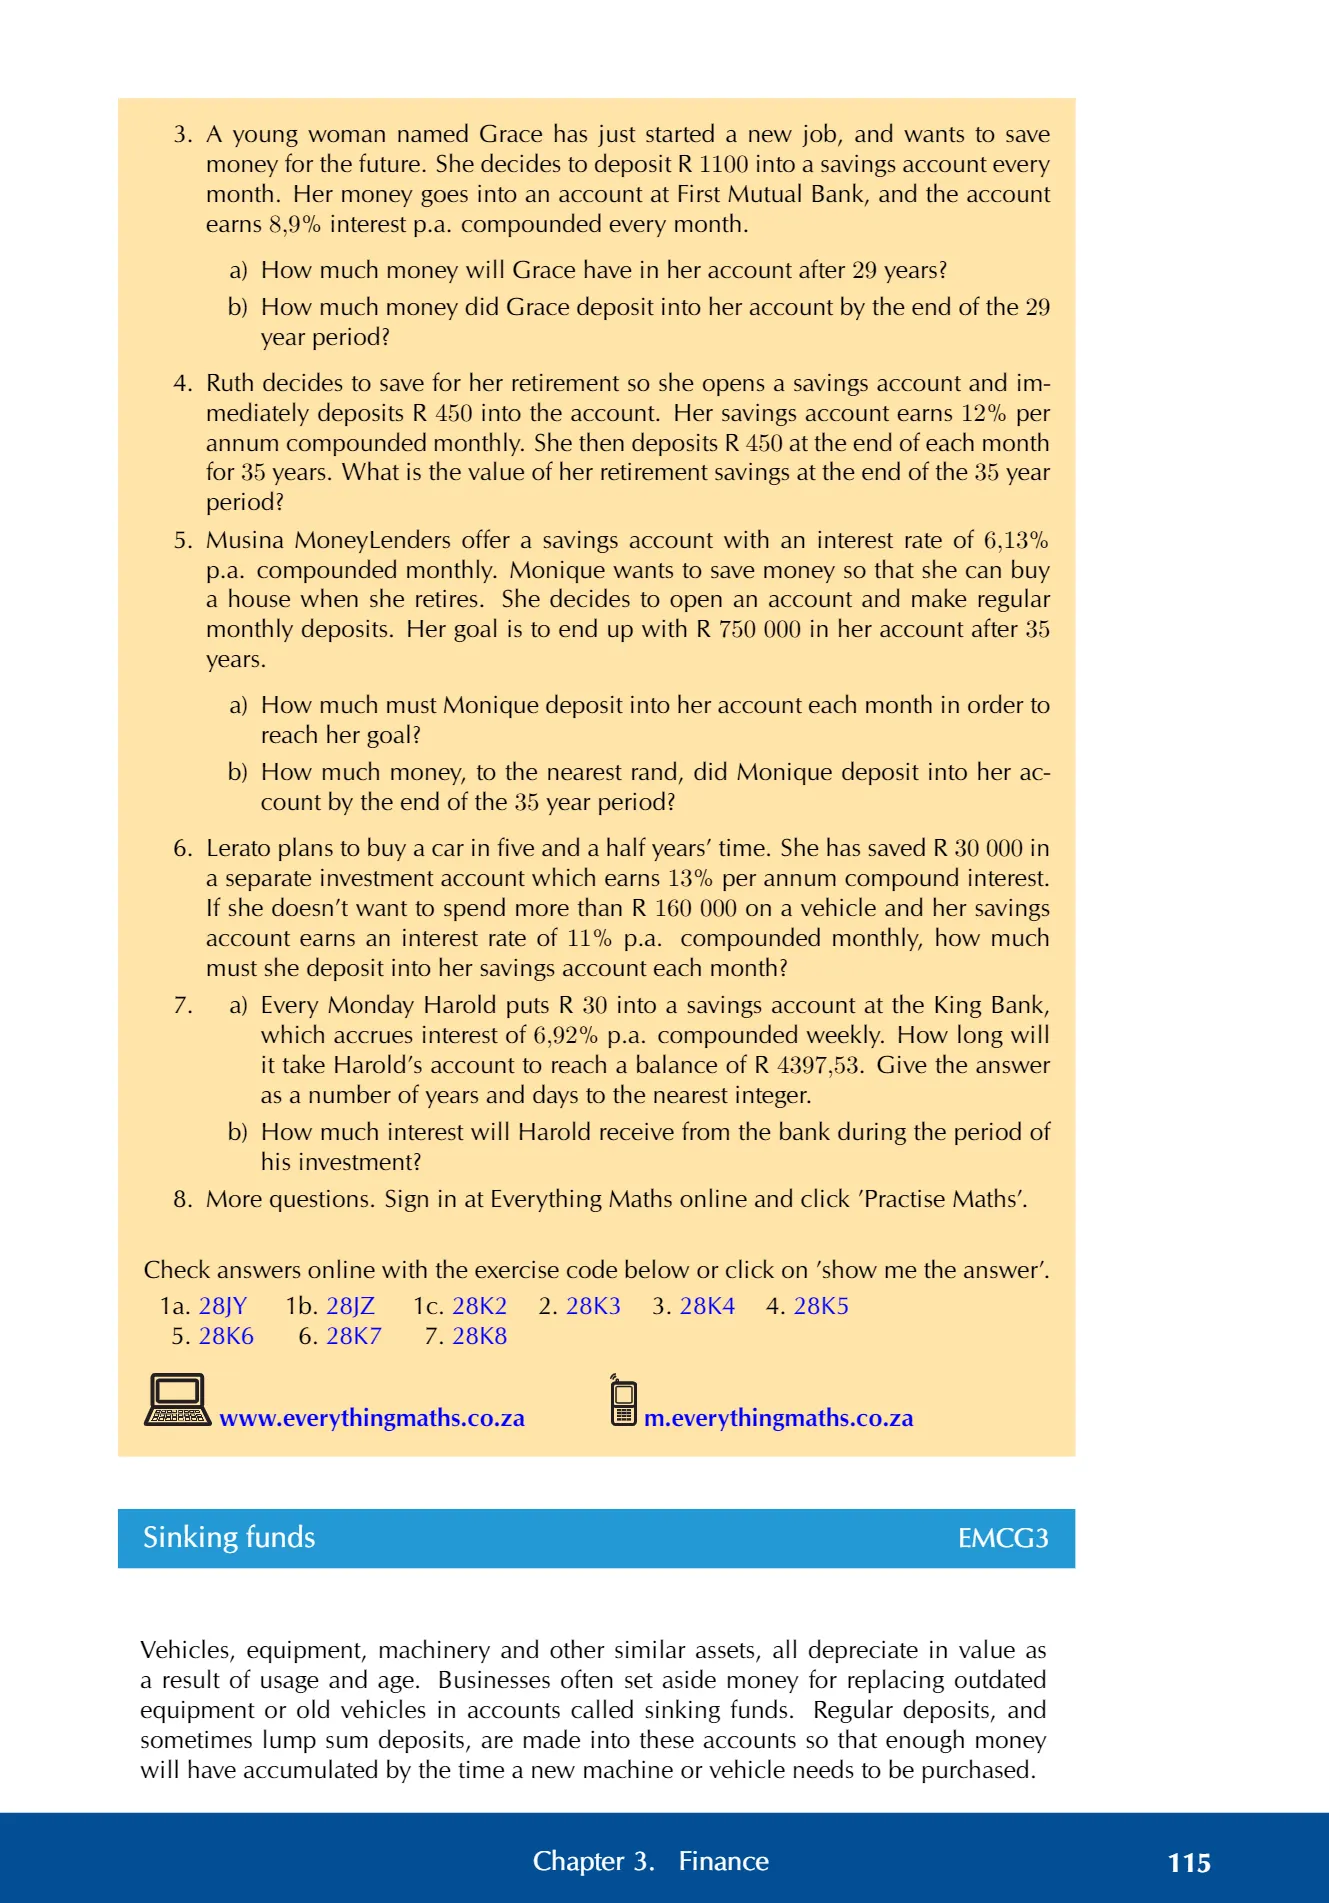 3. A young woman named Grace has just started a new job, and wants to save
money for the future. She decides to deposit R 1100 into a savings account every
month. Her money goes into an account at First Mutual Bank, and the account
earns 8,9% interest p.a. compounded every month.
a) How much money will Grace have in her account after 29 years?
b) How much money did Grace deposit into her account by the end of the 29
year period?
4. Ruth decides to save for her retirement so she opens a savings account and im-
mediately deposits R 450 into the account. Her savings account earns 12% per
annum compounded monthly. She then deposits R 450 at the end of each month
for 35 years. What is the value of her retirement savings at the end of the 35 year
period?
5. Musina MoneyLenders offer a savings account with an interest rate of 6,13%
p.a. compounded monthly. Monique wants to save money so that she can buy
a house when she retires. She decides to open an account and make regular
monthly deposits. Her goal is to end up with R 750 000 in her account after 35
years.
a) How much must Monique deposit into her account each month in order to
reach her goal?
b) How much money, to the nearest rand, did Monique deposit into her ac-
count by the end of the 35 year period?
6. Lerato plans to buy a car in five and a half years’ time. She has saved R 30 000 in
a separate investment account which earns 13% per annum compound interest.
If she doesn’t want to spend more than R 160 000 on a vehicle and her savings
account earns an interest rate of 11% p.a. compounded monthly, how much
must she deposit into her savings account each month?
7. a) Every Monday Harold puts R 30 into a savings account at the King Bank,
which accrues interest of 6,92% p.a. compounded weekly. How long will
it take Harold’s account to reach a balance of R 4397,53. Give the answer
as a number of years and days to the nearest integer.
b) How much interest will Harold receive from the bank during the period of
his investment?
8. More questions. Sign in at Everything Maths online and click ’Practise Maths’.
Check answers online with the exercise code below or click on ’show me the answer’.
1a. 28JY 1b. 28JZ 1c. 28K2 2. 28K3 3. 28K4 4. 28K5
5. 28K6 6. 28K7 7. 28K8
www.everythingmaths.co.za m.everythingmaths.co.za
Sinking funds EMCG3
Vehicles, equipment, machinery and other similar assets, all depreciate in value as
a result of usage and age. Businesses often set aside money for replacing outdated
equipment or old vehicles in accounts called sinking funds. Regular deposits, and
sometimes lump sum deposits, are made into these accounts so that enough money
will have accumulated by the time a new machine or vehicle needs to be purchased.
Chapter 3. Finance 115